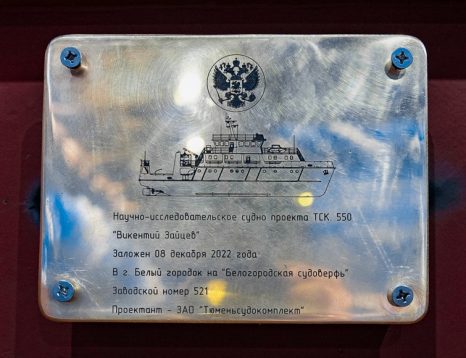 Научно-исследовательское судно проекта ТСК. 550
"Викентий Зайцев"
Заложен 08 декабря 2022 года
В г. Белый городок на "Белогородская судоверфь"
Заводской номер 521
Проектант - ЗАО "Тюменьсудокомплект"